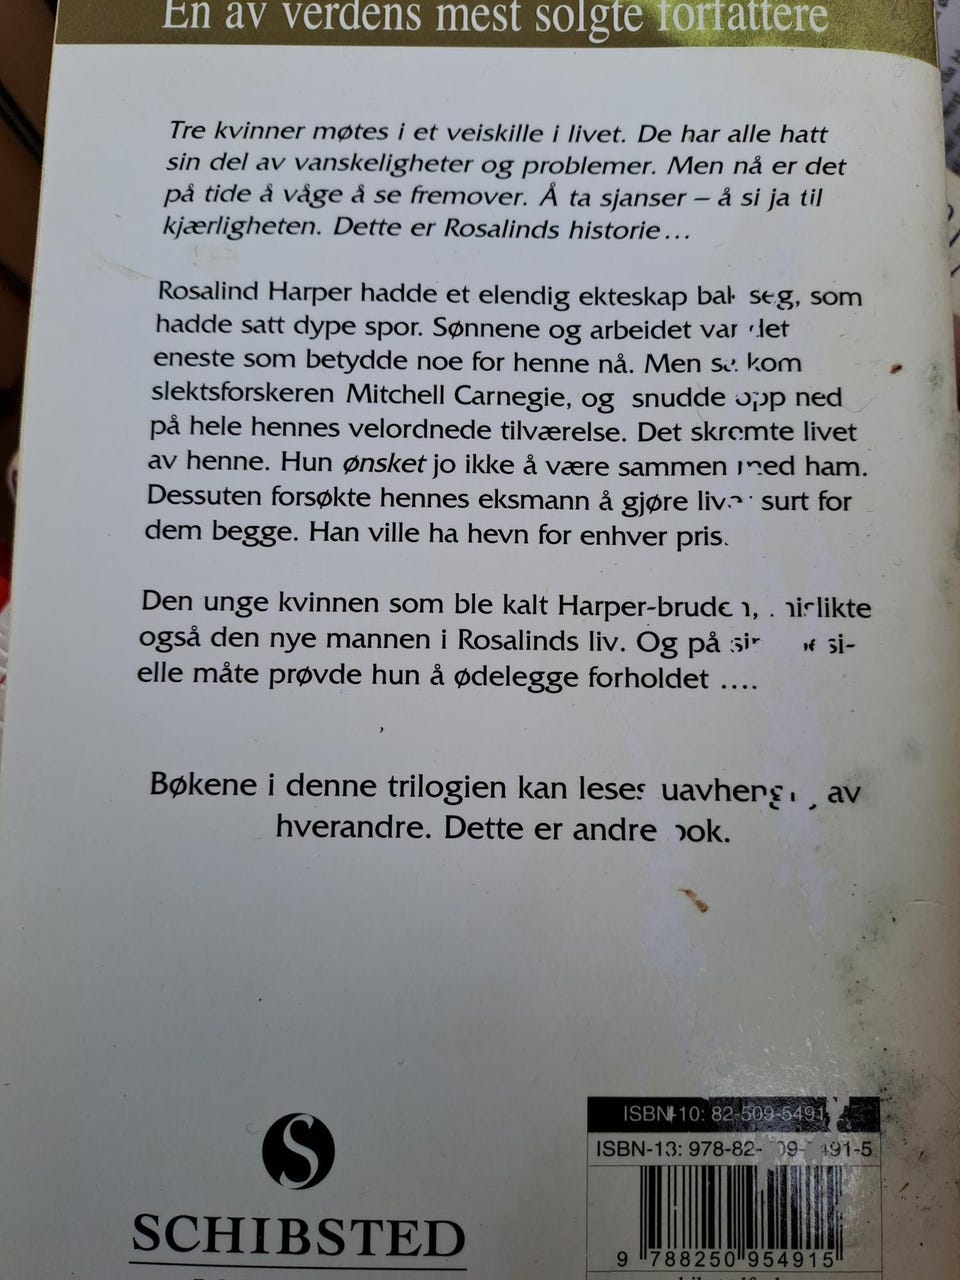 En av verdens mest solgte forfattere
Tre kvinner møtes i et veiskille i livet. De har alle hatt
sin del av vanskeligheter og problemer. Men nå er det
på tide å våge å se fremover. Å ta sjanser – å si ja til
kjærligheten. Dette er Rosalinds historie...
Rosalind Harper hadde et elendig ekteskap bak seg, som
hadde satt dype spor. Sønnene og arbeidet var det
eneste som betydde noe for henne nå. Men så kom
slektsforskeren Mitchell Carnegie, og snudde opp ned
på hele hennes velordnede tilværelse. Det skremte livet
av henne. Hun ønsket jo ikke å være sammen med ham.
Dessuten forsøkte hennes eksmann å gjøre livet surt for
dem begge. Han ville ha hevn for enhver pris.
Den unge kvinnen som ble kalt Harper-bruden, mislikte
også den nye mannen i Rosalinds liv. Og på sin si-
elle måte prøvde hun å ødelegge forholdet ....
Bøkene i denne trilogien kan leses uavhengig av
hverandre. Dette er andre bok.
SCHIBSTED
ISBN-10: 82-509-5491
ISBN-13: 978-82- 09- 491-5
9 788250 954915